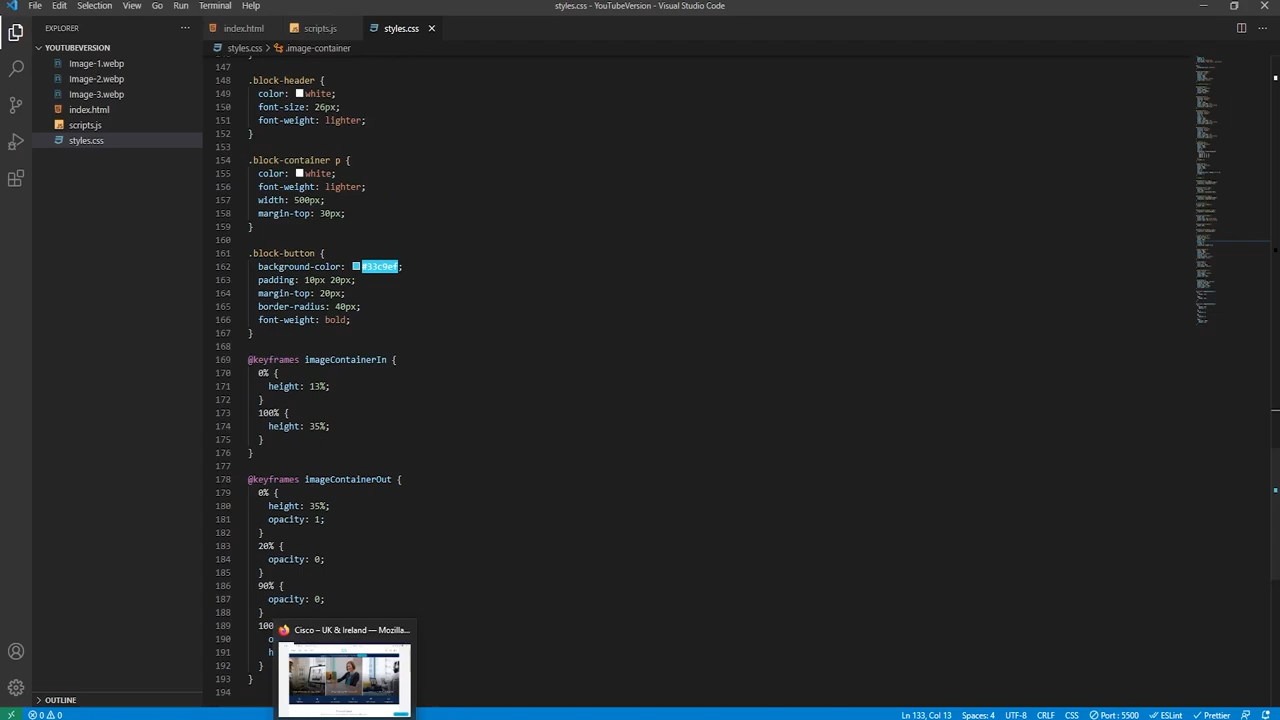 File Edit Selection View Go Run Terminal Help
styles.css - YouTubeVersion - Visual Studio Code
EXPLORER
YOUTUBEVERSION
Image-1.webp
Image-2.webp
Image-3.webp
index.html
scripts.js
styles.css
OUTLINE
index.html scripts.js styles.css
styles.css > .image-container
147
148 .block-header {
149 color: white;
150 font-size: 26px;
151 font-weight: lighter;
152 }
153
154 .block-container p {
155 color: white;
156 font-weight: lighter;
157 width: 500px;
158 margin-top: 30px;
159 }
160
161 .block-button {
162 background-color: #33c9ef;
163 padding: 10px 20px;
164 margin-top: 20px;
165 border-radius: 40px;
166 font-weight: bold;
167 }
168
169 @keyframes imageContainerIn {
170 0% {
171 height: 13%;
172 }
173 100% {
174 height: 35%;
175 }
176 }
177
178 @keyframes imageContainerOut {
179 0% {
180 height: 35%;
181 opacity: 1;
182 }
183 20% {
184 opacity: 0;
185 }
186 90% {
187 opacity: 0;
188 }
189 100
190 o
191 h
192 }
193 }
194
Cisco – UK & Ireland — Mozilla...
0 0
Ln 133, Col 13 Spaces: 4 UTF-8 CRLF CSS Port : 5500 ESLint Prettier